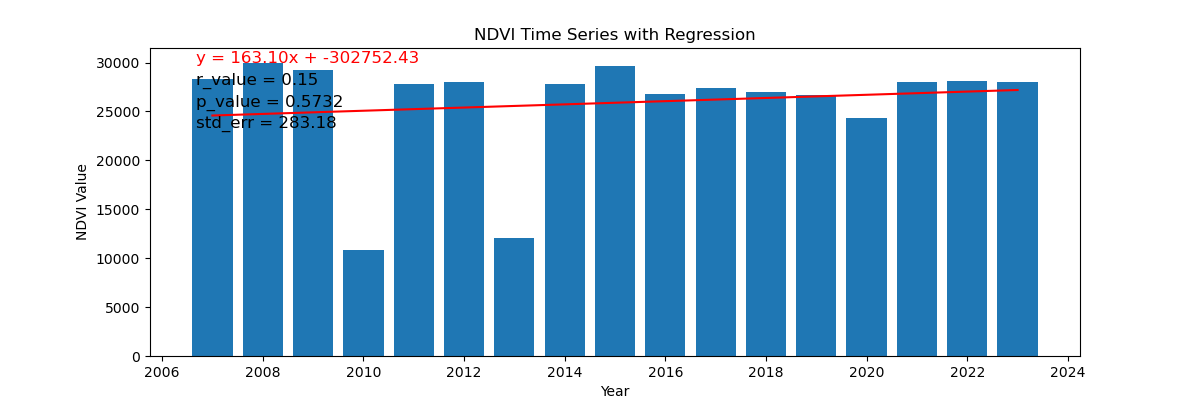 NDVI Time Series with Regression
y = 163.10x + -302752.43
r_value = 0.15
p_value = 0.5732
std_err = 283.18
NDVI Value
30000
25000
20000
15000
10000
5000
0
2006 2008 2010 2012 2014 2016 2018 2020 2022 2024
Year